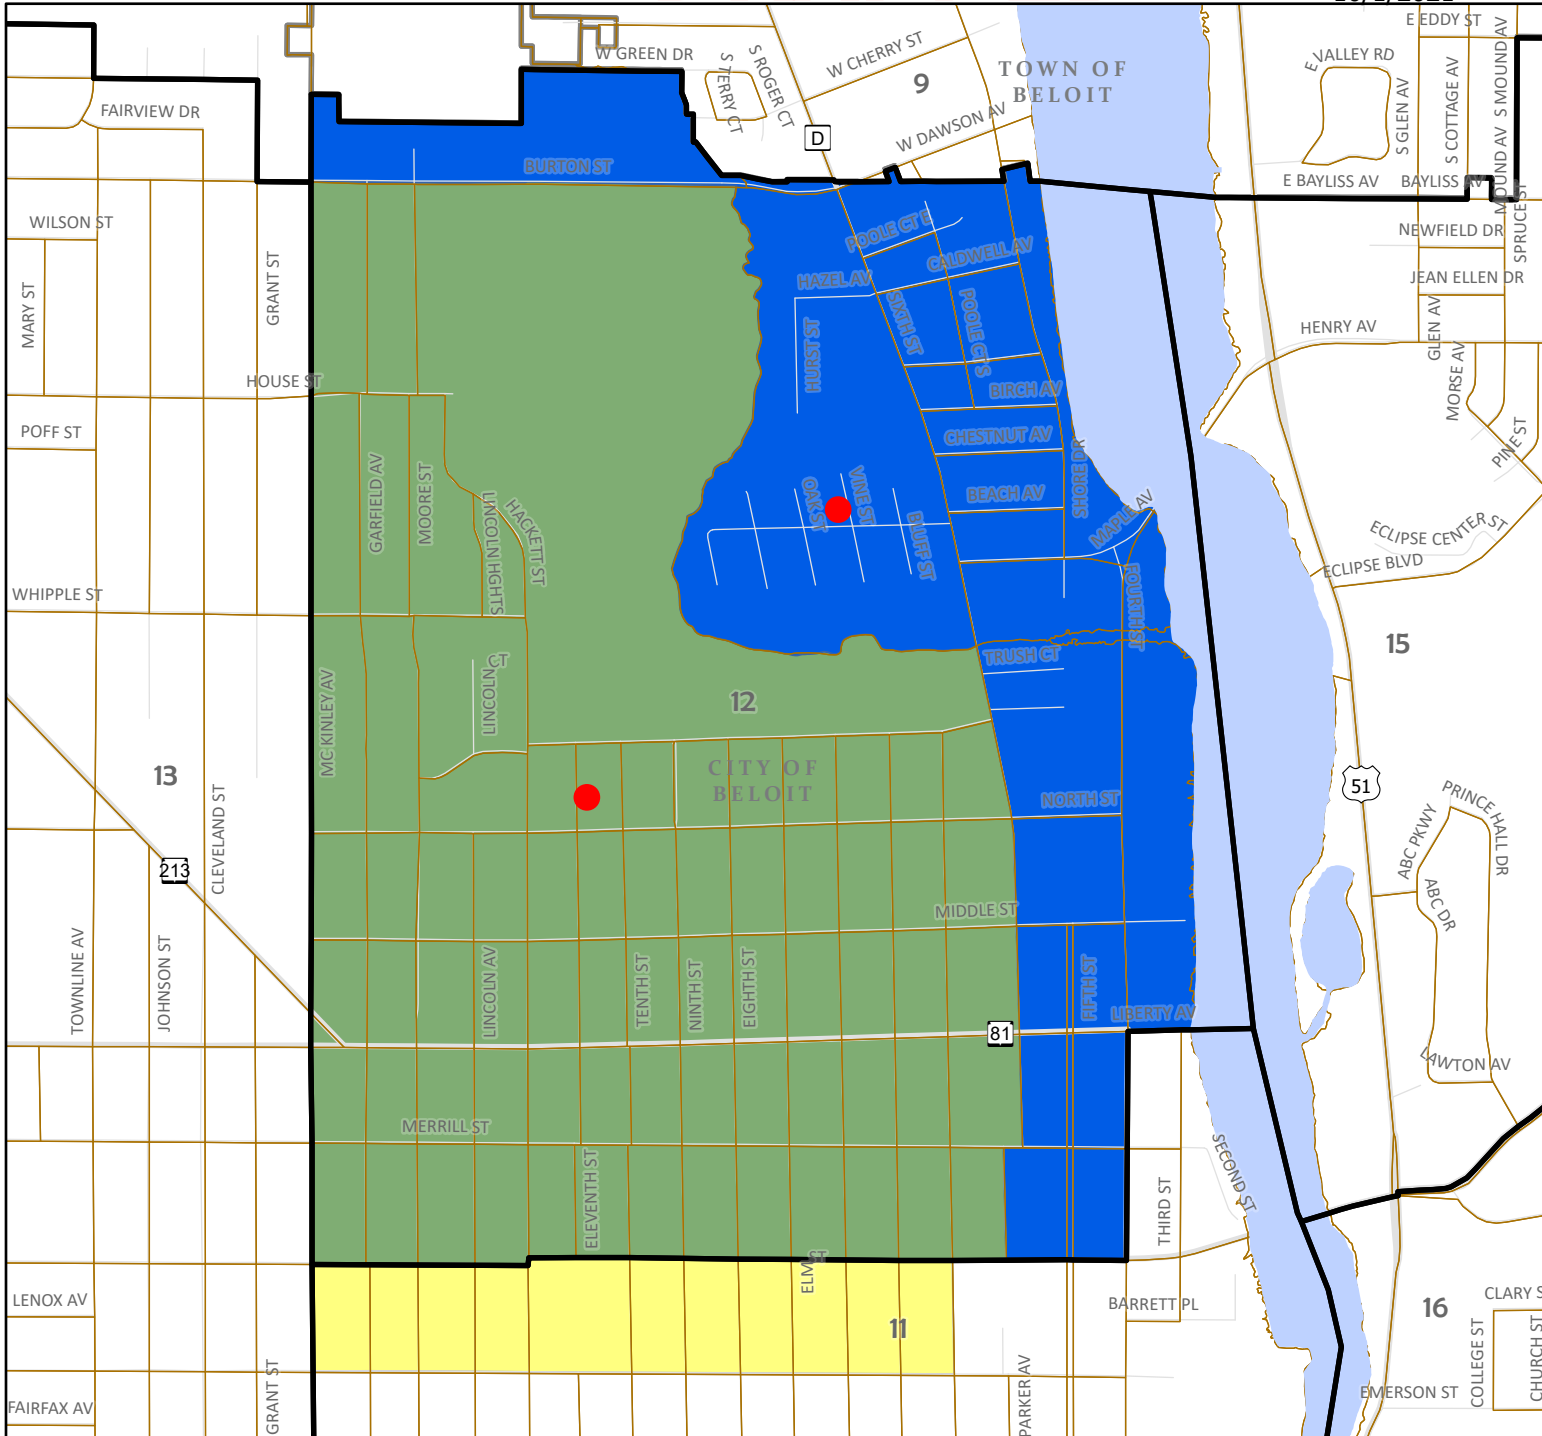 E EDDY ST
W GREEN DR
S TERRY CT
S ROGER CT
W CHERRY ST
9
TOWN OF
BELOIT
E VALLEY RD
S GLEN AV
S COTTAGE AV
S MOUND AV
MOUND AV
FAIRVIEW DR
D
W DAWSON AV
BURTON ST
E BAYLISS AV
BAYLISS AV
MOUND AV
SPRUCE ST
WILSON ST
GRANT ST
MARY ST
POOLE CT E
CALDWELL AV
HAZEL AV
NEWFIELD DR
JEAN ELLEN DR
HENRY AV
GLEN AV
SIXTH ST
POOLE CT S
HURST ST
HOUSE ST
BIRCH AV
MORSE AV
POFF ST
CHESTNUT AV
PINE ST
GARFIELD AV
MOORE ST
LINCOLN HGHTS
HACKETT ST
OAK ST
VINE ST
BLUFF ST
BEACH AV
SHORE DR
MAPLE AV
ECLIPSE CENTER ST
ECLIPSE BLVD
WHIPPLE ST
FOURTH ST
15
TRUSH CT
LINCOLN CT
MC KINLEY AV
12
13
CITY OF
BELOIT
NORTH ST
51
PRINCE HALL DR
ABC PKWY
ABC DR
213
CLEVELAND ST
MIDDLE ST
TOWNLINE AV
JOHNSON ST
LINCOLN AV
TENTH ST
NINTH ST
EIGHTH ST
FIFTH ST
LIBERTY AV
81
LAWTON AV
MERRILL ST
ELEVENTH ST
THIRD ST
SECOND ST
ELM ST
LENOX AV
BARRETT PL
16
11
COLLEGE ST
CHURCH ST
FAIRFAX AV
GRANT ST
PARKER AV
EMERSON ST